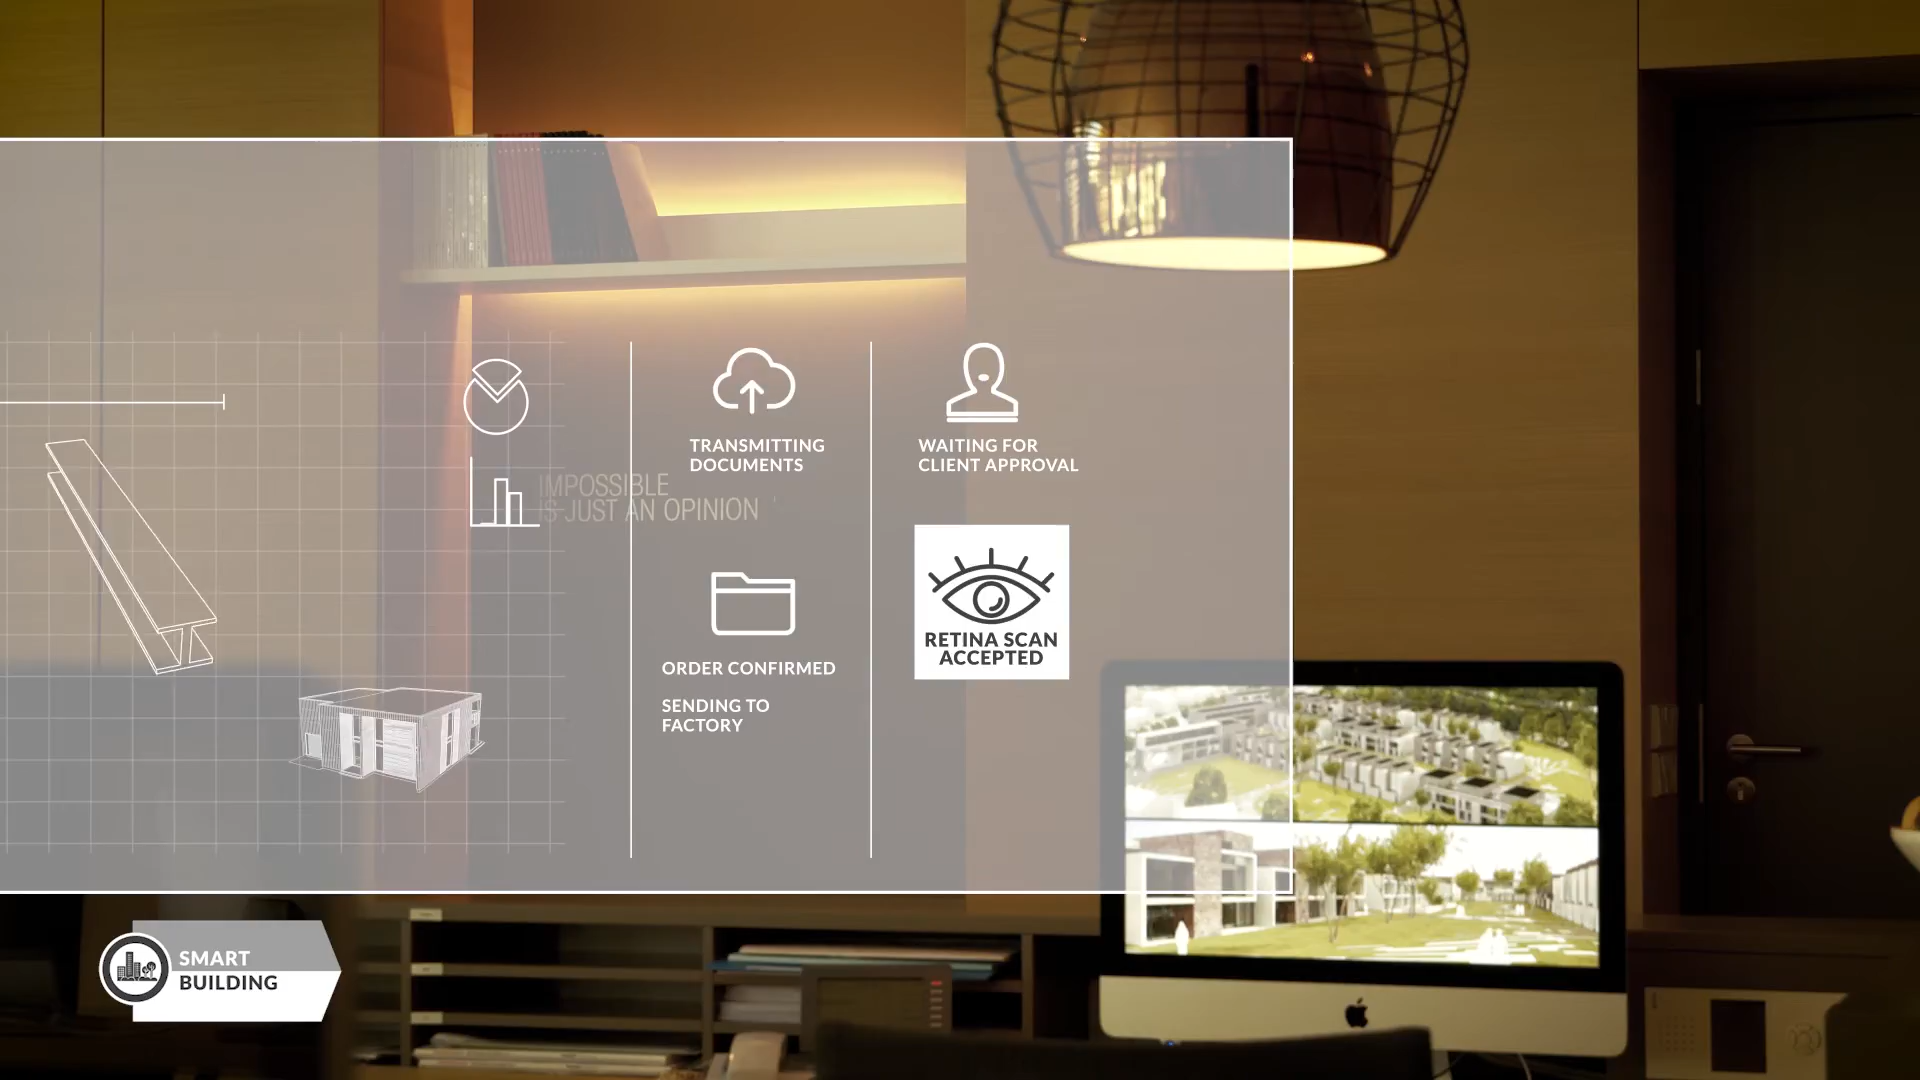 TRANSMITTING
DOCUMENTS
WAITING FOR
CLIENT APPROVAL
IMPOSSIBLE
IS JUST AN OPINION
RETINA SCAN
ACCEPTED
ORDER CONFIRMED
SENDING TO
FACTORY
SMART
BUILDING